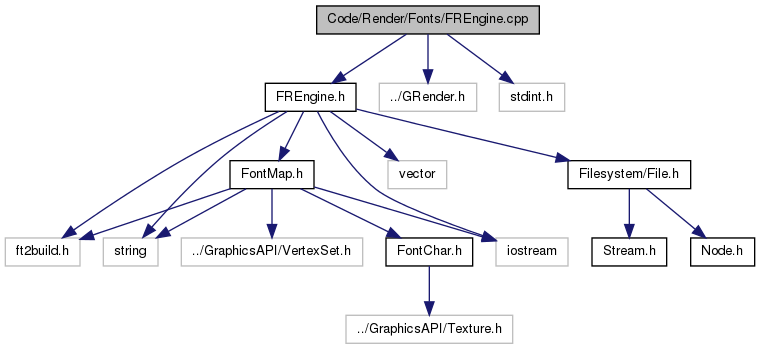 Code/Render/Fonts/FREngine.cpp
FREngine.h
../GRender.h
stdint.h
FontMap.h
vector
Filesystem/File.h
ft2build.h
string
../GraphicsAPI/VertexSet.h
FontChar.h
iostream
Stream.h
Node.h
../GraphicsAPI/Texture.h